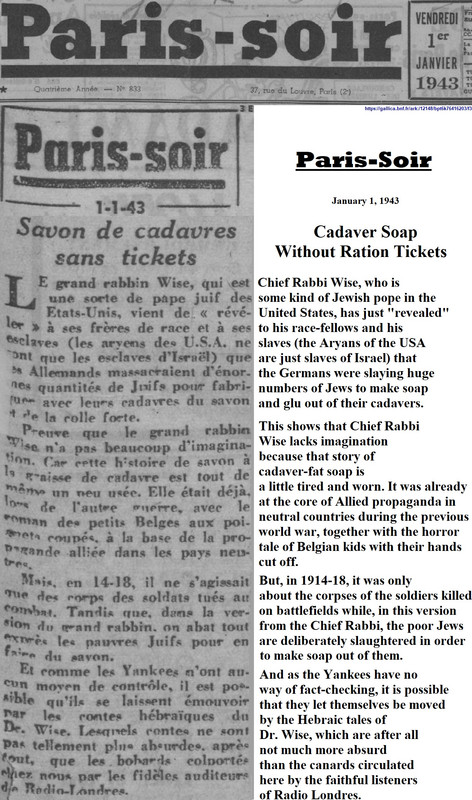 Paris-soir
VENDREDI
1er
JANVIER
1943
Quatrième Année. — N° 833
37, rue du Louvre, Paris (2e)
Paris-soir
1-1-43
Savon de cadavres
sans tickets
LE grand rabbin Wise, qui est
une sorte de pape juif des
Etats-Unis, vient de « révé-
ler » à ses frères de race et à ses
esclaves (les aryens des U.S.A. ne
sont que les esclaves d'Israël) que
les Allemands massacraient d'énor-
mes quantités de Juifs pour fabri-
quer avec leurs cadavres du savon
et de la colle forte.
Preuve que le grand rabbin
Wise n'a pas beaucoup d'imagina-
tion. Car cette histoire de savon à
la graisse de cadavre est tout de
même un peu usée. Elle était déjà,
lors de l'autre guerre, avec le
roman des petits Belges aux poi-
gnets coupés, à la base de la pro-
pagande alliée dans les pays neu-
tres.
Mais, en 14-18, il ne s'agissait
que des corps des soldats tués au
combat. Tandis que, dans la ver-
sion du grand rabbin, on abat tout
exprès les pauvres Juifs pour en
faire du savon.
Et comme les Yankees n'ont au-
cun moyen de contrôle, il est pos-
sible qu'ils se laissent émouvoir
par les contes hébraïques du
Dr. Wise. Lesquels contes ne sont
pas tellement plus absurdes, après
tout, que les bobards colportés
chez nous par les fidèles auditeurs
de Radio-Londres.
Paris-Soir
January 1, 1943
Cadaver Soap
Without Ration Tickets
Chief Rabbi Wise, who is
some kind of Jewish pope in the
United States, has just "revealed"
to his race-fellows and his
slaves (the Aryans of the USA
are just slaves of Israel) that
the Germans were slaying huge
numbers of Jews to make soap
and glu out of their cadavers.
This shows that Chief Rabbi
Wise lacks imagination
because that story of
cadaver-fat soap is
a little tired and worn. It was already
at the core of Allied propaganda in
neutral countries during the previous
world war, together with the horror
tale of Belgian kids with their hands
cut off.
But, in 1914-18, it was only
about the corpses of the soldiers killed
on battlefields while, in this version
from the Chief Rabbi, the poor Jews
are deliberately slaughtered in order
to make soap out of them.
And as the Yankees have no
way of fact-checking, it is possible
that they let themselves be moved
by the Hebraic tales of
Dr. Wise, which are after all
not much more absurd
than the canards circulated
here by the faithful listeners
of Radio Londres.